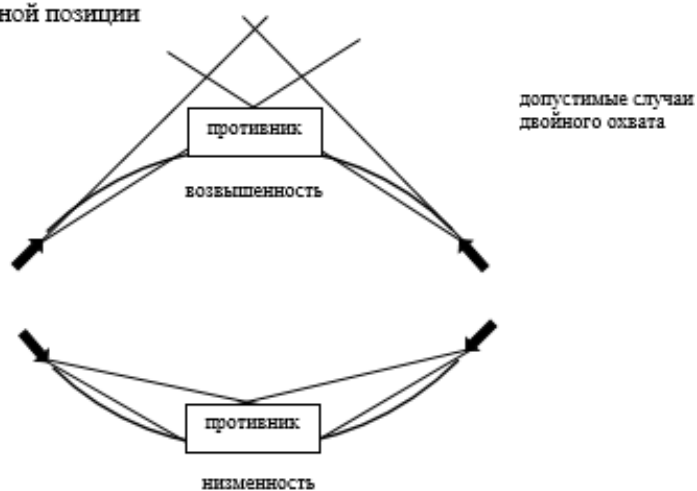 ной позиции
противник
допустимые случаи
двойного охвата
возвышенность
противник
низменность